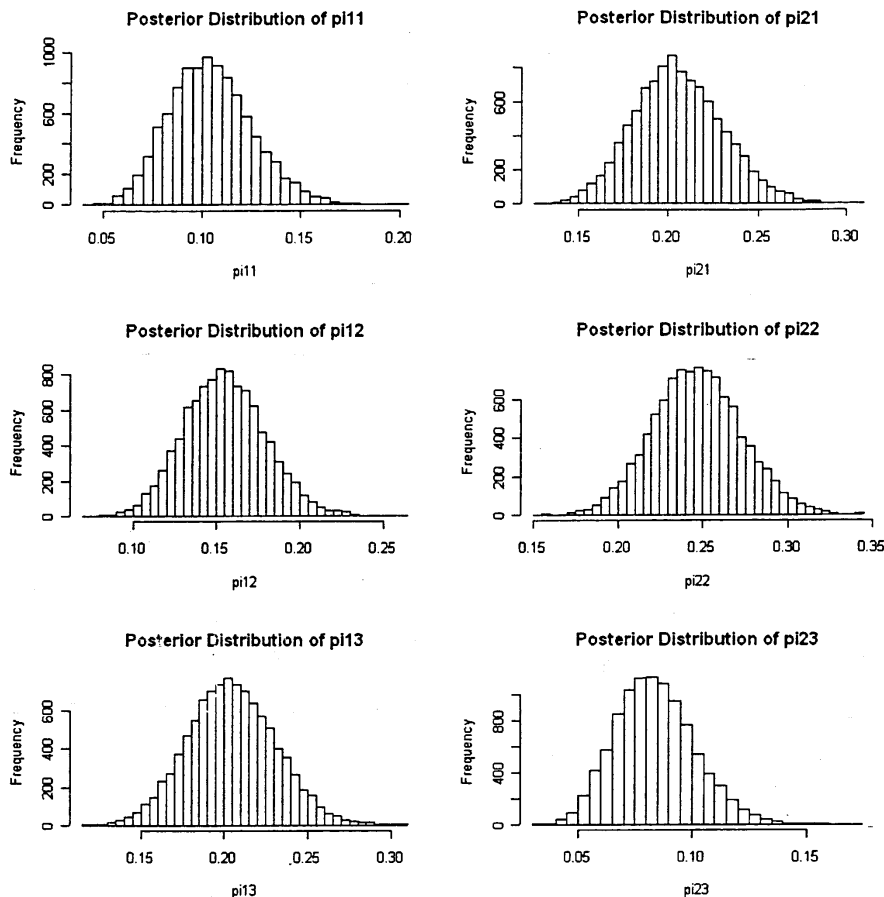 Posterior Distribution of pi11
Frequency
0 200 600 1000
0.05 0.10 0.15 0.20
pi11
Posterior Distribution of pi21
Frequency
0 200 600
0.15 0.20 0.25 0.30
pi21
Posterior Distribution of pi12
Frequency
0 200 400 600 800
0.10 0.15 0.20 0.25
pi12
Posterior Distribution of pi22
Frequency
0 200 400 600
0.15 0.20 0.25 0.30 0.35
pi22
Posterior Distribution of pi13
Frequency
0 200 400 600
0.15 0.20 0.25 0.30
pi13
Posterior Distribution of pi23
Frequency
0 400 800
0.05 0.10 0.15
pi23